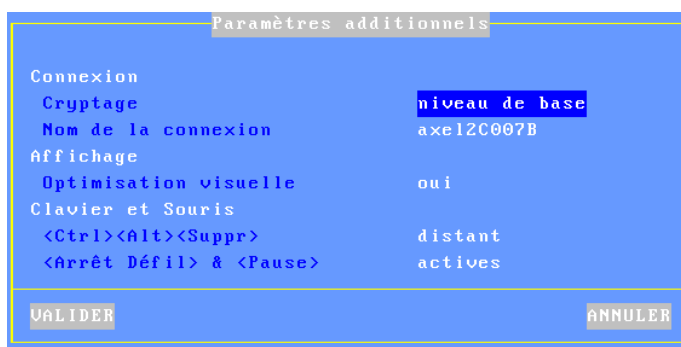 Paramètres additionnels
Connexion
Cryptage niveau de base
Nom de la connexion axel2C007B
Affichage
Optimisation visuelle oui
Clavier et Souris
<Ctrl><Alt><Suppr> distant
<Arrêt Défil> & <Pause> actives
VALIDER ANNULER